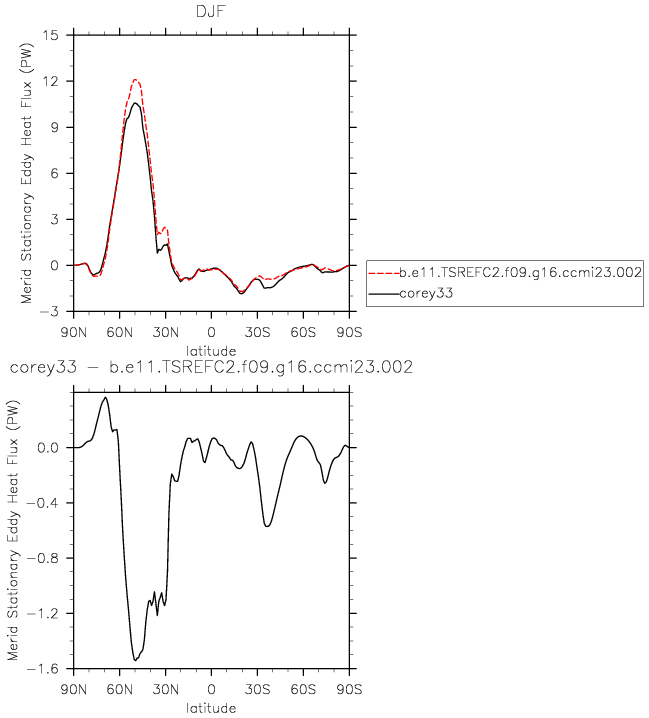 DJF
Merid Stationary Eddy Heat Flux (PW)
15
12
9
6
3
0
−3
90N 60N 30N 0 30S 60S 90S
latitude
b.e11.TSREFC2.f09.g16.ccmi23.002
corey33
corey33 − b.e11.TSREFC2.f09.g16.ccmi23.002
Merid Stationary Eddy Heat Flux (PW)
0.0
−0.4
−0.8
−1.2
−1.6
90N 60N 30N 0 30S 60S 90S
latitude